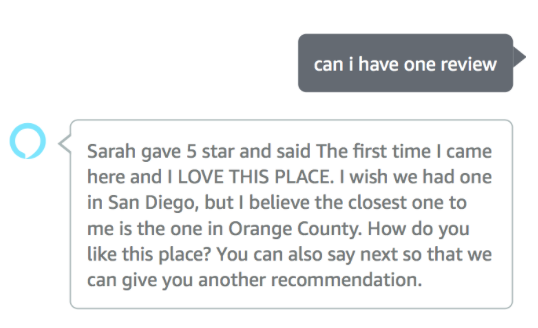 can i have one review
Sarah gave 5 star and said The first time I came
here and I LOVE THIS PLACE. I wish we had one
in San Diego, but I believe the closest one to
me is the one in Orange County. How do you
like this place? You can also say next so that we
can give you another recommendation.